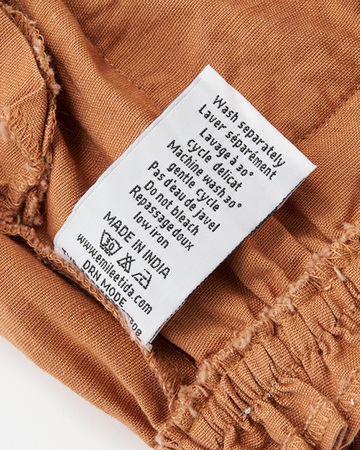 Wash separately
Laver séparément
Lavage à 30°
cycle délicat
Machine wash 30°
gentle cycle
Pas d'eau de javel
Do not bleach
Repassage doux
low iron
MADE IN INDIA
30
www.emileetida.com
DRN MODE